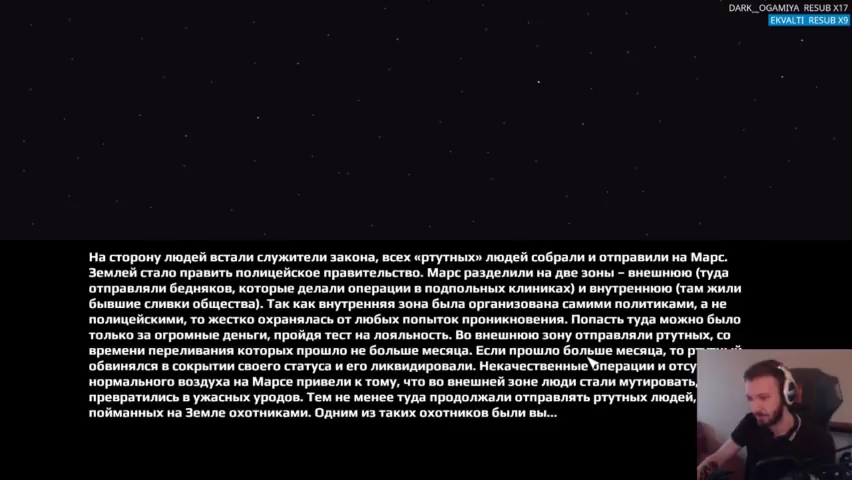 DARK__OGAMIYA RESUB X17
EKVALTI RESUB X9
На сторону людей встали служители закона, всех «ртутных» людей собрали и отправили на Марс.
Землей стало править полицейское правительство. Марс разделили на две зоны – внешнюю (туда
отправляли бедняков, которые делали операции в подпольных клиниках) и внутреннюю (там жили
бывшие сливки общества). Так как внутренняя зона была организована самими политиками, а не
полицейскими, то жестко охранялась от любых попыток проникновения. Попасть туда можно было
только за огромные деньги, пройдя тест на лояльность. Во внешнюю зону отправляли ртутных, со
времени переливания которых прошло не больше месяца. Если прошло больше месяца, то ртутный
обвинялся в сокрытии своего статуса и его ликвидировали. Некачественные операции и
нормального воздуха на Марсе привели к тому, что во внешней зоне люди стали мутировать,
превратились в ужасных уродов. Тем не менее туда продолжали отправлять ртутных людей,
пойманных на Земле охотниками. Одним из таких охотников были вы...